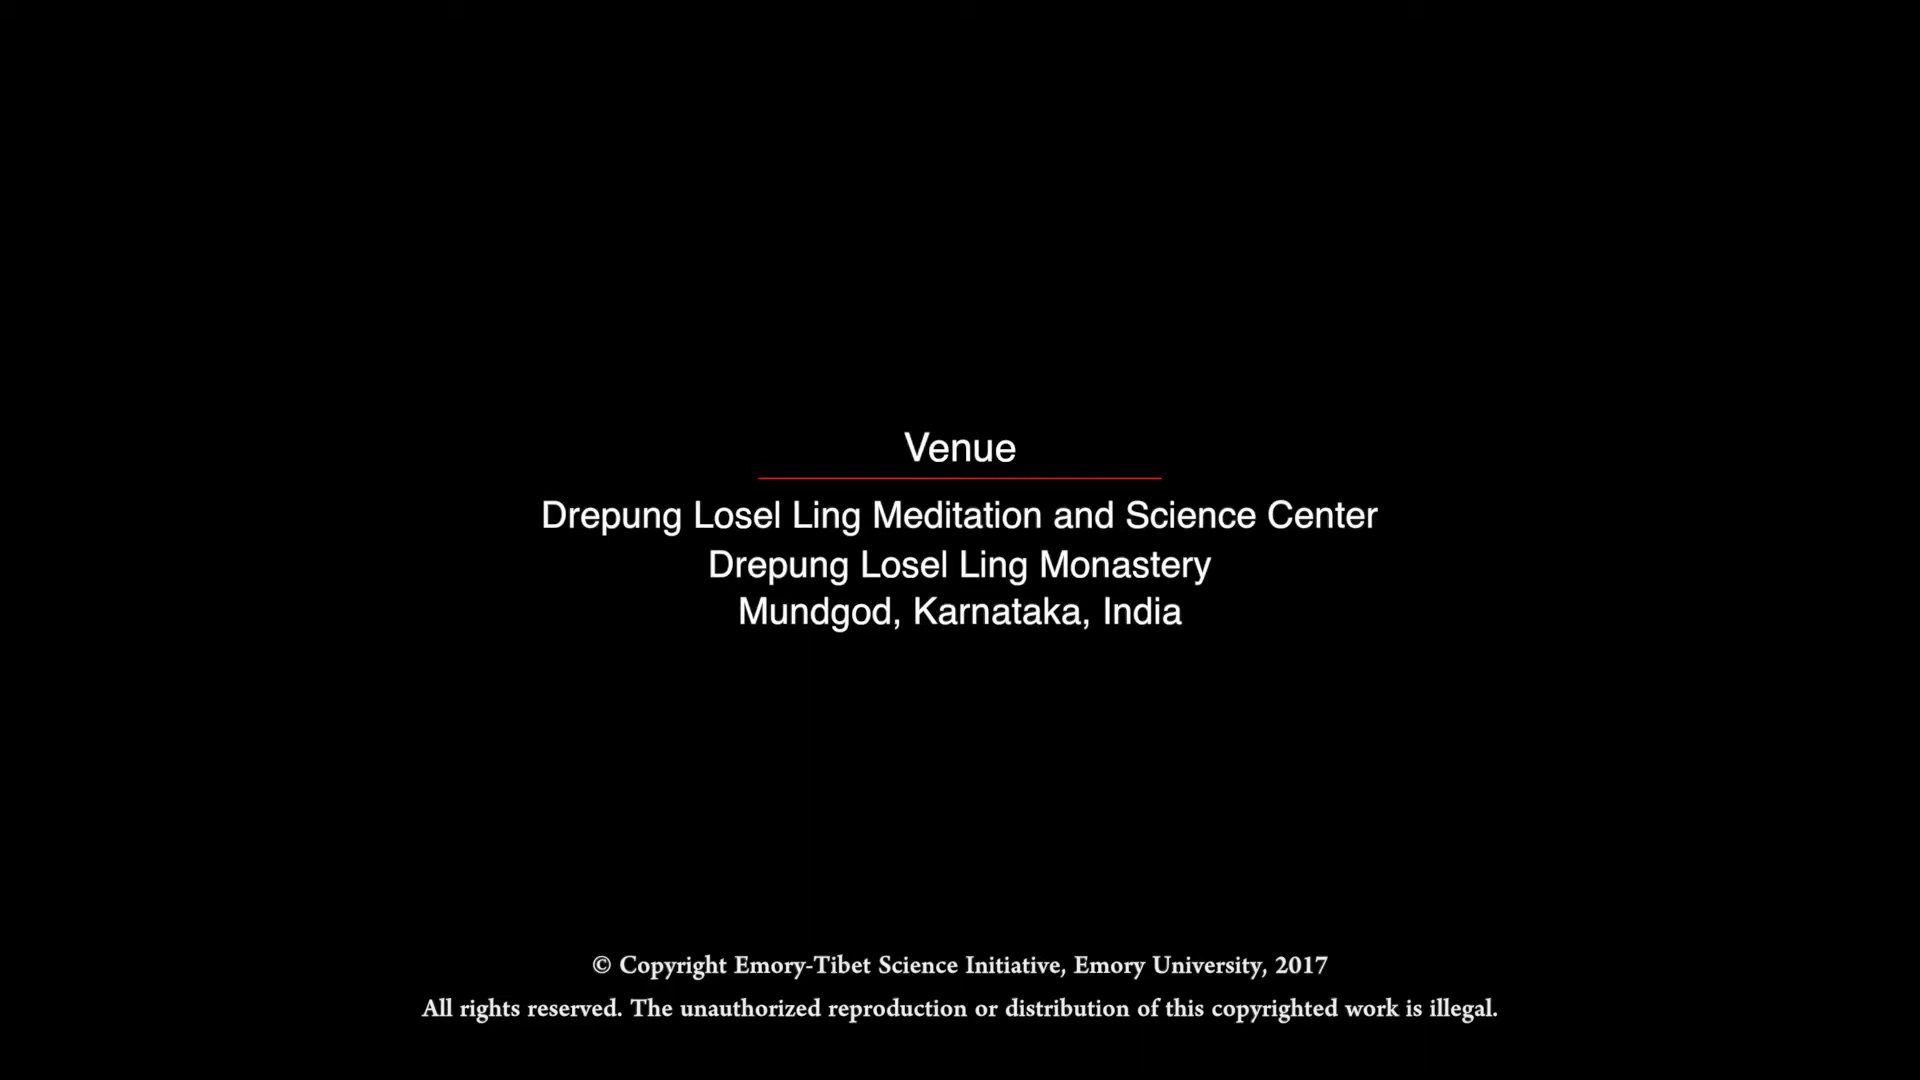 Venue
Drepung Losel Ling Meditation and Science Center
Drepung Losel Ling Monastery
Mundgod, Karnataka, India
© Copyright Emory-Tibet Science Initiative, Emory University, 2017
All rights reserved. The unauthorized reproduction or distribution of this copyrighted work is illegal.